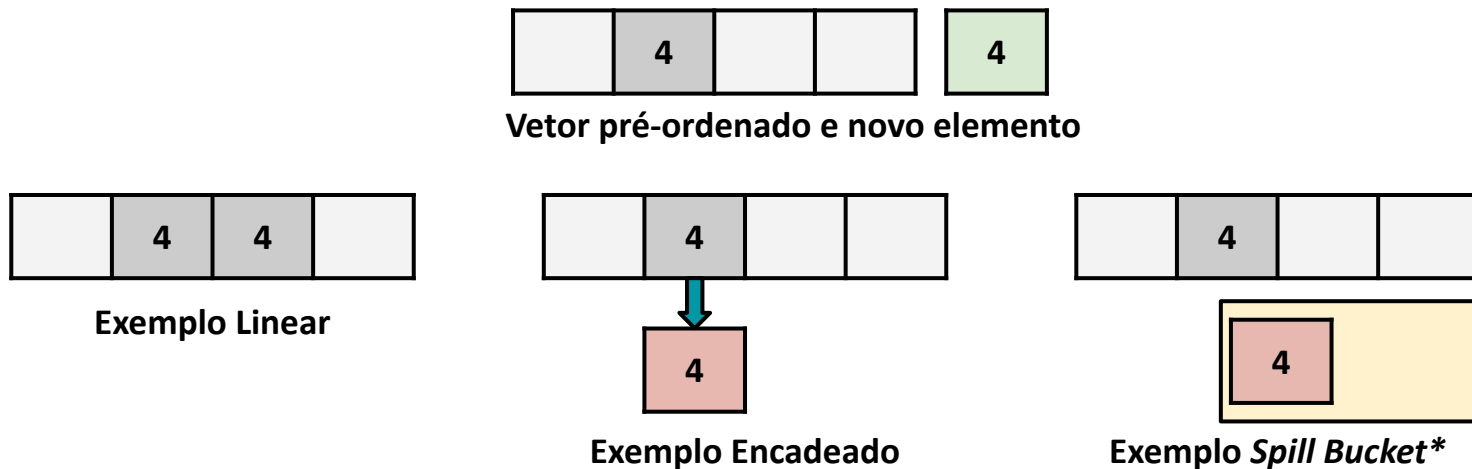 4 4
Vetor pré-ordenado e novo elemento
4 4
Exemplo Linear
4
4
Exemplo Encadeado
4
4
Exemplo Spill Bucket*